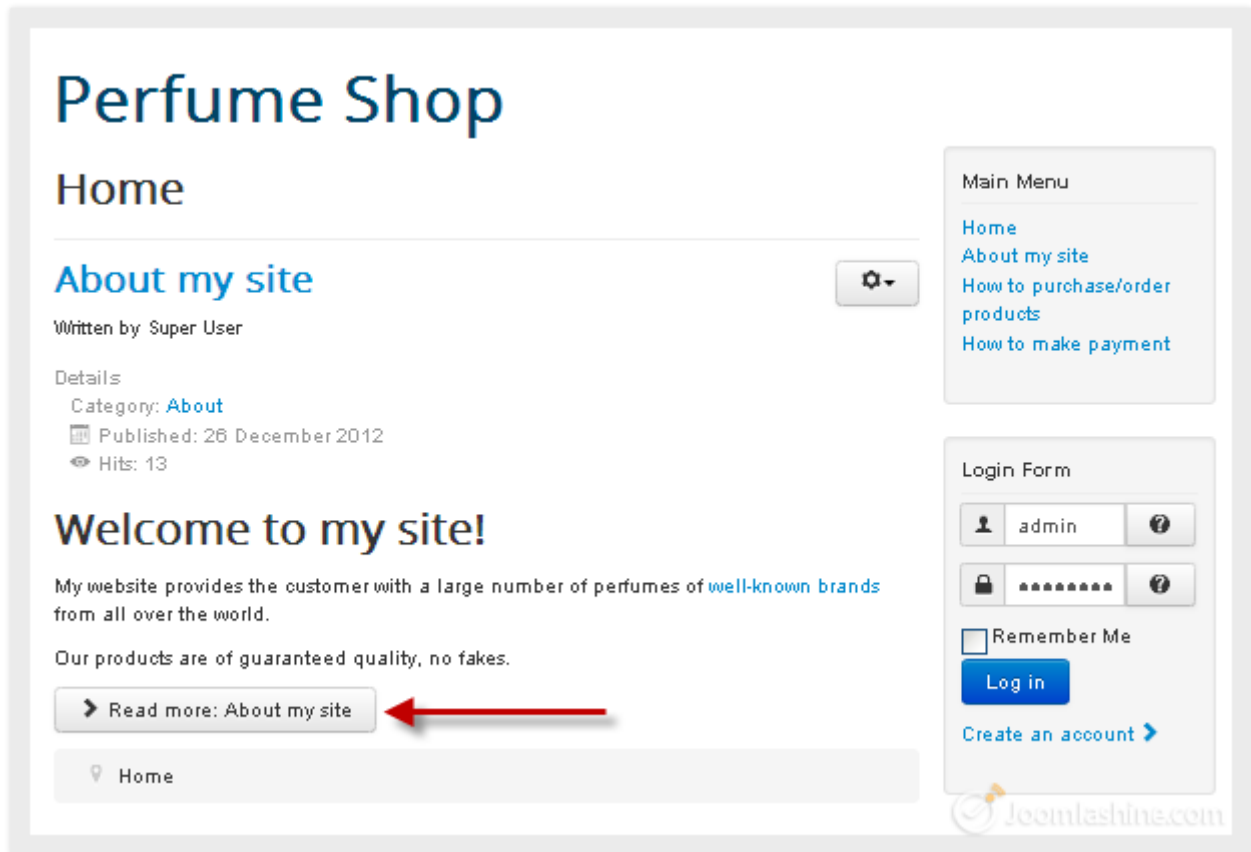 Perfume Shop
Home
About my site
Written by Super User
Details
Category: About
Published: 26 December 2012
Hits: 13
Welcome to my site!
My website provides the customer with a large number of perfumes of well-known brands
from all over the world.
Our products are of guaranteed quality, no fakes.
Read more: About my site
Home
Main Menu
Home
About my site
How to purchase/order
products
How to make payment
Login Form
admin
Remember Me
Log in
Create an account
Joomlashine.com